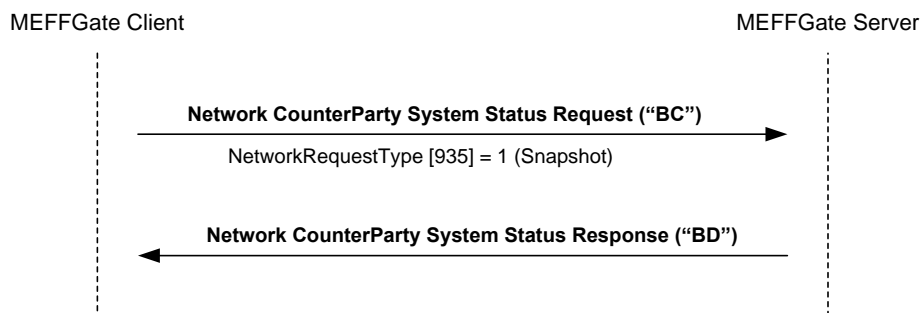 MEFFGate Client
MEFFGate Server
Network CounterParty System Status Request (“BC”)
NetworkRequestType [935] = 1 (Snapshot)
Network CounterParty System Status Response (“BD”)